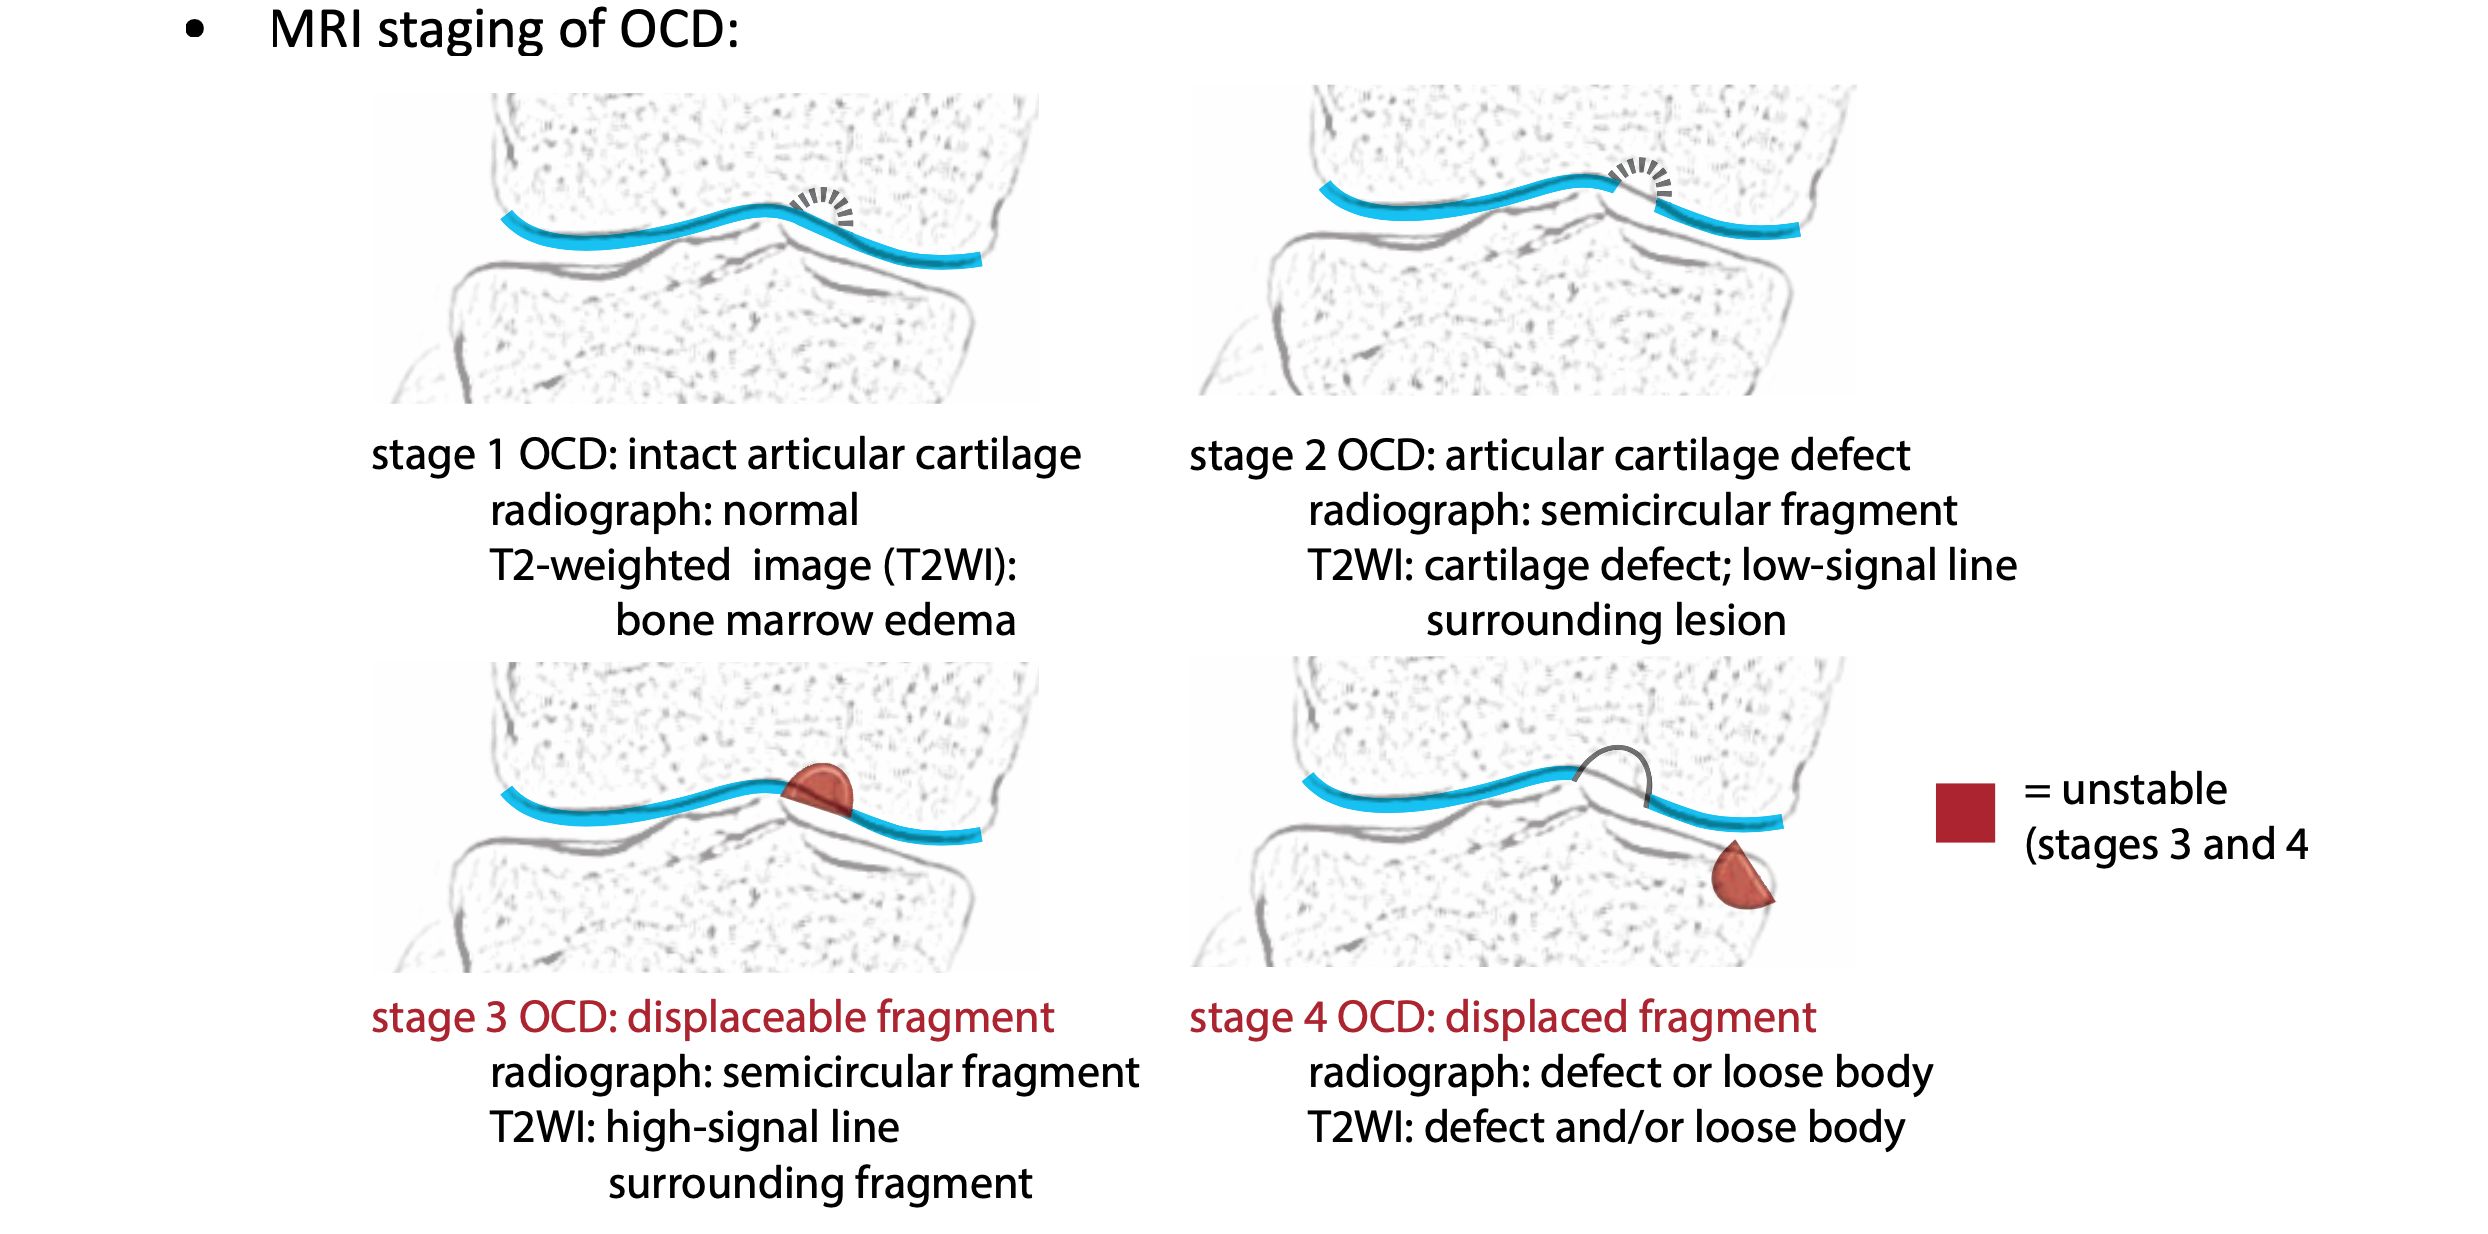 • MRI staging of OCD:
stage 1 OCD: intact articular cartilage
radiograph: normal
T2-weighted image (T2WI):
bone marrow edema
stage 2 OCD: articular cartilage defect
radiograph: semicircular fragment
T2WI: cartilage defect; low-signal line
surrounding lesion
stage 3 OCD: displaceable fragment
radiograph: semicircular fragment
T2WI: high-signal line
surrounding fragment
stage 4 OCD: displaced fragment
radiograph: defect or loose body
T2WI: defect and/or loose body
= unstable
(stages 3 and 4